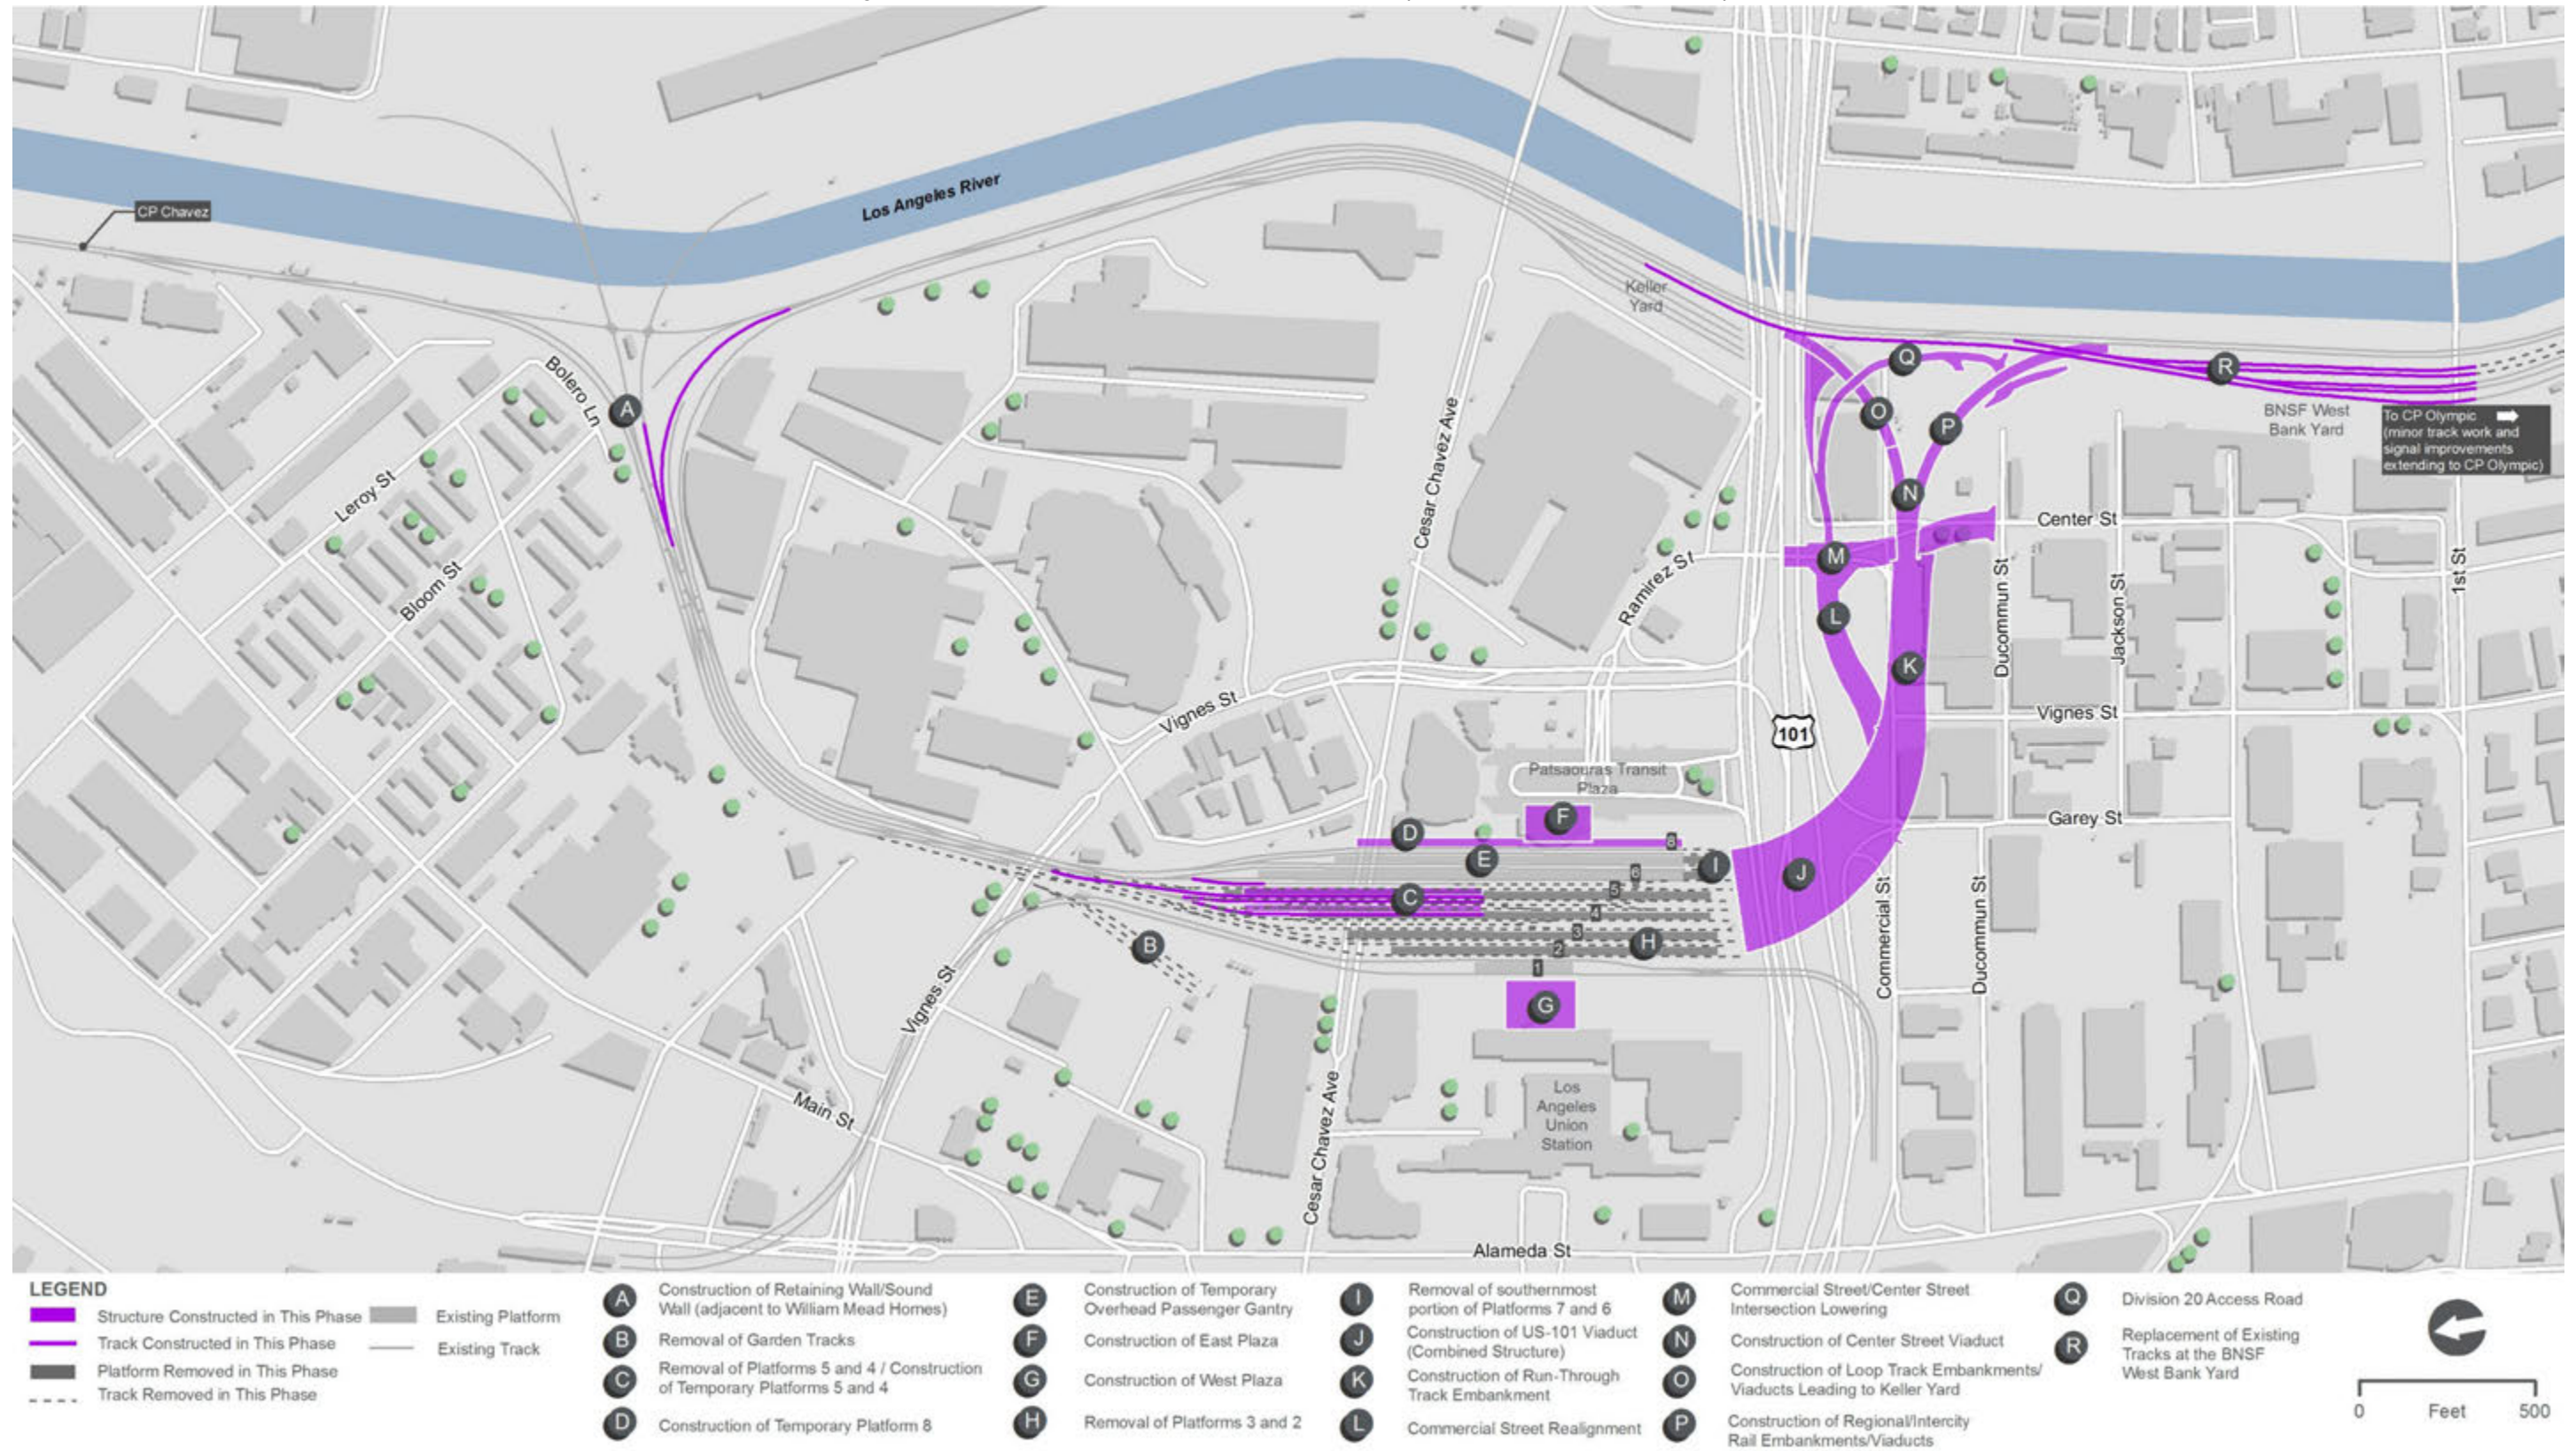 CP Chavez
Los Angeles River
Keller
Yard
Bolero Ln
A
Q
R
O
P
BNSF West
Bank Yard
To CP Olympic
(minor track work and
signal improvements
extending to CP Olympic)
Leroy St
Cesar Chavez Ave
N
Center St
Bloom St
M
Ramirez St
L
Ducommun St
Jackson St
1st St
K
Vignes St
Vignes St
101
Patsaouras Transit
Plaza
F
Garey St
D
8
E
I
6
J
5
C
4
3
H
2
B
1
Commercial St
Ducommun St
G
Vignes St
Main St
Cesar Chavez Ave
Los
Angeles
Union
Station
Alameda St
LEGEND
Structure Constructed in This Phase
Track Constructed in This Phase
Platform Removed in This Phase
Track Removed in This Phase
Existing Platform
Existing Track
A
Construction of Retaining Wall/Sound
Wall (adjacent to William Mead Homes)
B
Removal of Garden Tracks
C
Removal of Platforms 5 and 4 / Construction
of Temporary Platforms 5 and 4
D
Construction of Temporary Platform 8
E
Construction of Temporary
Overhead Passenger Gantry
F
Construction of East Plaza
G
Construction of West Plaza
H
Removal of Platforms 3 and 2
I
Removal of southernmost
portion of Platforms 7 and 6
J
Construction of US-101 Viaduct
(Combined Structure)
K
Construction of Run-Through
Track Embankment
L
Commercial Street Realignment
M
Commercial Street/Center Street
Intersection Lowering
N
Construction of Center Street Viaduct
O
Construction of Loop Track Embankments/
Viaducts Leading to Keller Yard
P
Construction of Regional/Intercity
Rail Embankments/Viaducts
Q
Division 20 Access Road
R
Replacement of Existing
Tracks at the BNSF
West Bank Yard
0 Feet 500